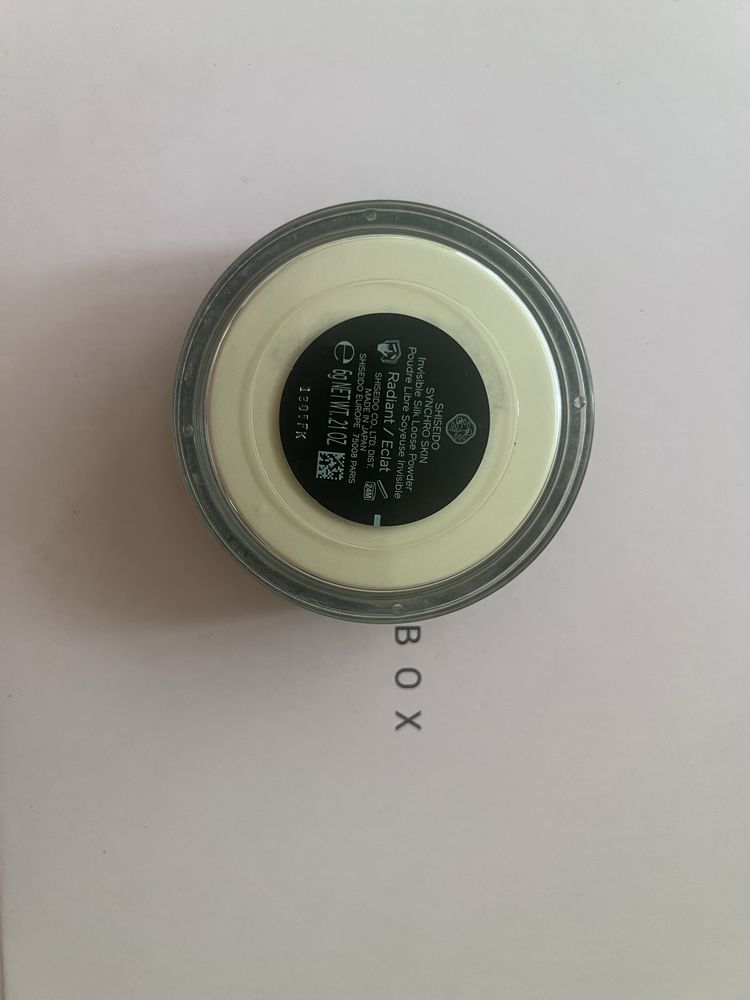 SHISEIDO
SYNCHRO SKIN
Invisible Silk Loose Powder
Poudre Libre Soyeuse Invisible
Radiant / Eclat
24M
SHISEIDO CO., LTD. DIST.
MADE IN JAPAN
SHISEIDO EUROPE 75008 PARIS
e 6g NET WT. .21 OZ
BOX